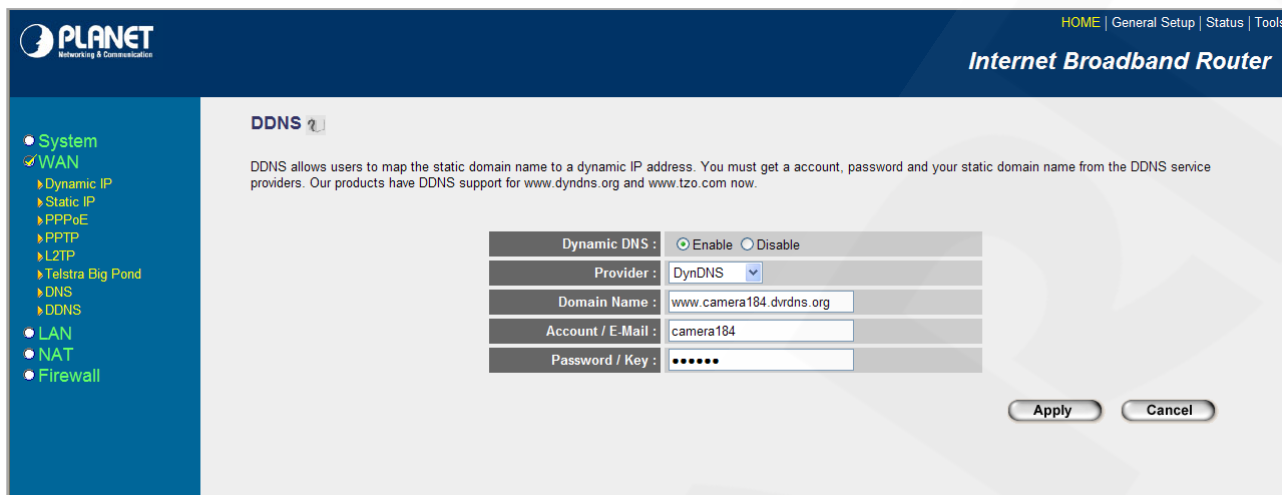 PLANET
Networking & Communication
HOME | General Setup | Status | Tools
Internet Broadband Router
System
WAN
Dynamic IP
Static IP
PPPoE
PPTP
L2TP
Telstra Big Pond
DNS
DDNS
LAN
NAT
Firewall
DDNS
DDNS allows users to map the static domain name to a dynamic IP address. You must get a account, password and your static domain name from the DDNS service
providers. Our products have DDNS support for www.dyndns.org and www.tzo.com now.
Dynamic DNS : Enable Disable
Provider : DynDNS
Domain Name : www.camera184.dvrdns.org
Account / E-Mail : camera184
Password / Key : ••••••
Apply Cancel